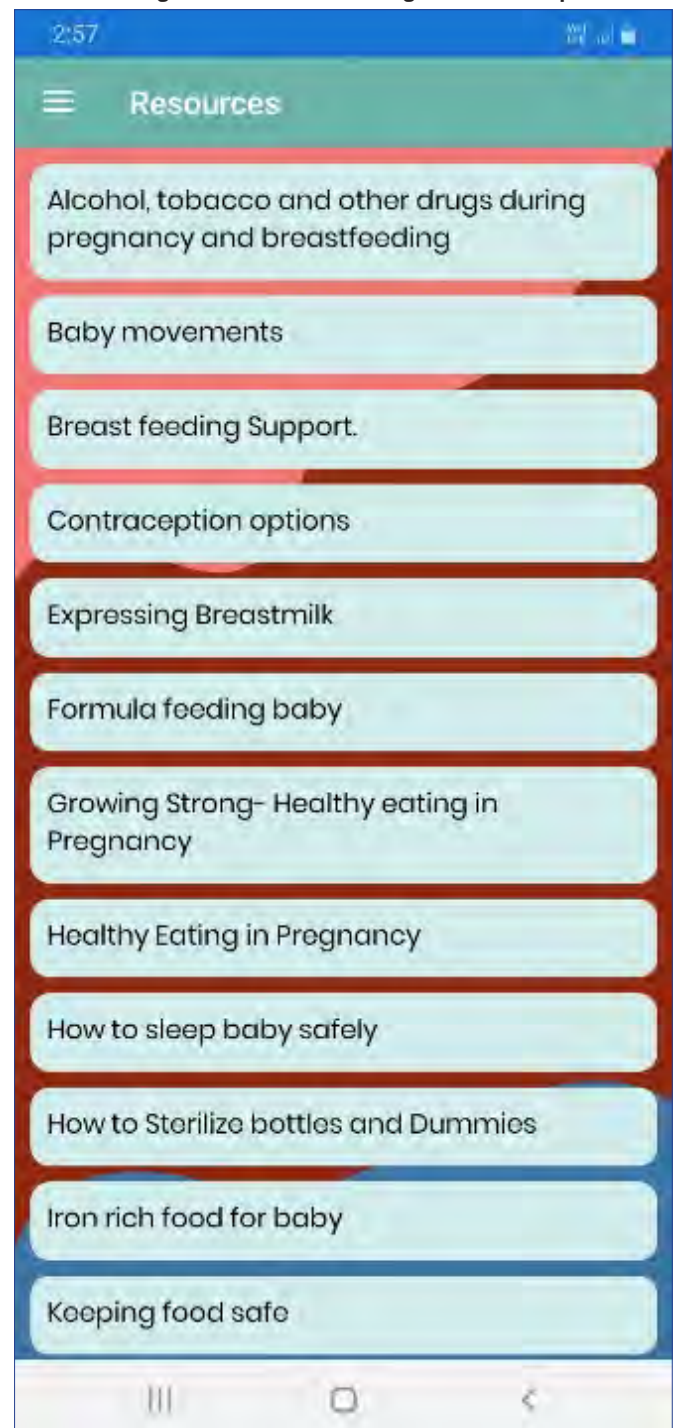 2:57
Resources
Alcohol, tobacco and other drugs during
pregnancy and breastfeeding
Baby movements
Breast feeding Support.
Contraception options
Expressing Breastmilk
Formula feeding baby
Growing Strong- Healthy eating in
Pregnancy
Healthy Eating in Pregnancy
How to sleep baby safely
How to Sterilize bottles and Dummies
Iron rich food for baby
Keeping food safe